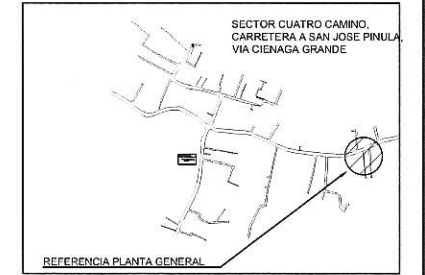 SECTOR CUATRO CAMINO,
CARRETERA A SAN JOSE PINULA,
VIA CIENAGA GRANDE
REFERENCIA PLANTA GENERAL